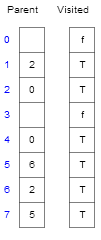 Parent Visited
0 f
1 2 T
2 0 T
3 f
4 0 T
5 6 T
6 2 T
7 5 T